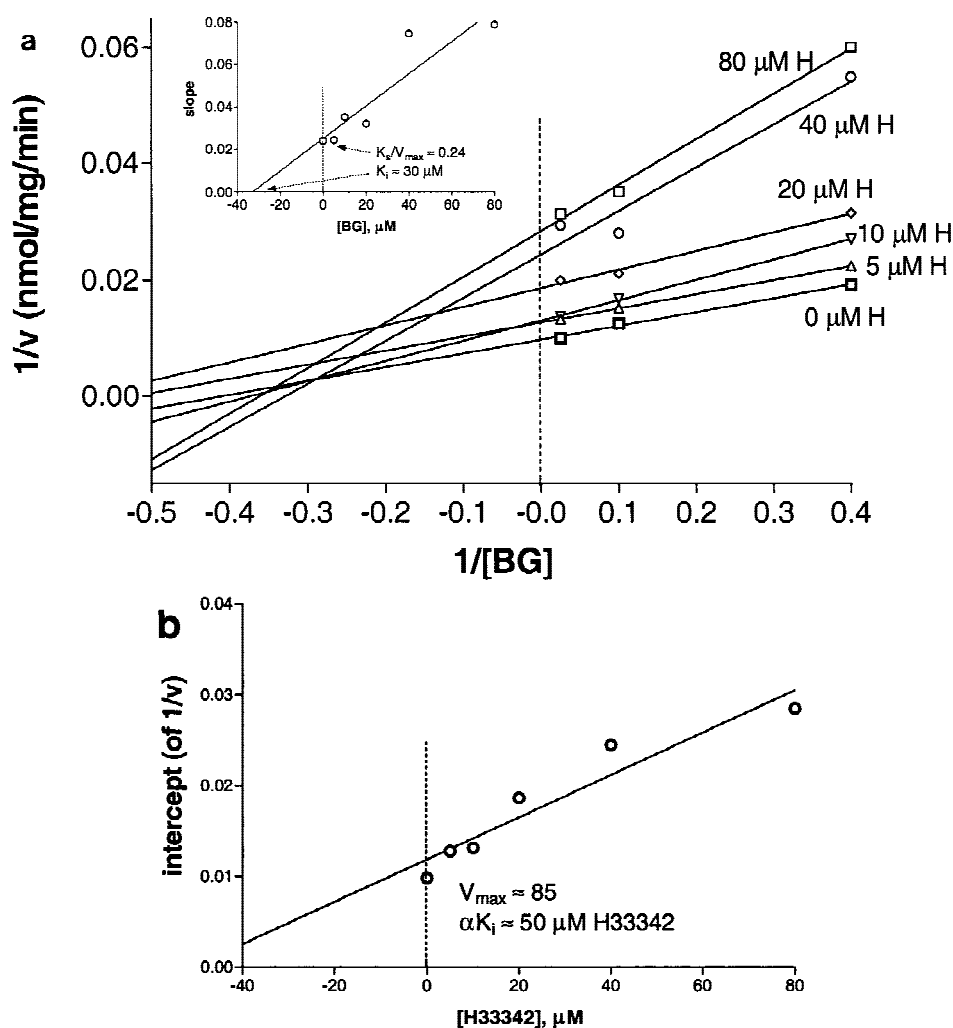 a
1/v (nmol/mg/min)
0.06
0.04
0.02
0.00
slope
0.08
0.06
0.04
0.02
0.00
Ks/Vmax ≈ 0.24
Ki ≈ 30 µM
-40 -20 0 20 40 60 80
[BG], µM
80 µM H
40 µM H
20 µM H
10 µM H
5 µM H
0 µM H
-0.5 -0.4 -0.3 -0.2 -0.1 -0.0 0.1 0.2 0.3 0.4
1/[BG]
b
intercept (of 1/v)
0.04
0.03
0.02
0.01
0.00
Vmax ≈ 85
αKi ≈ 50 µM H33342
-40 -20 0 20 40 60 80
[H33342], µM